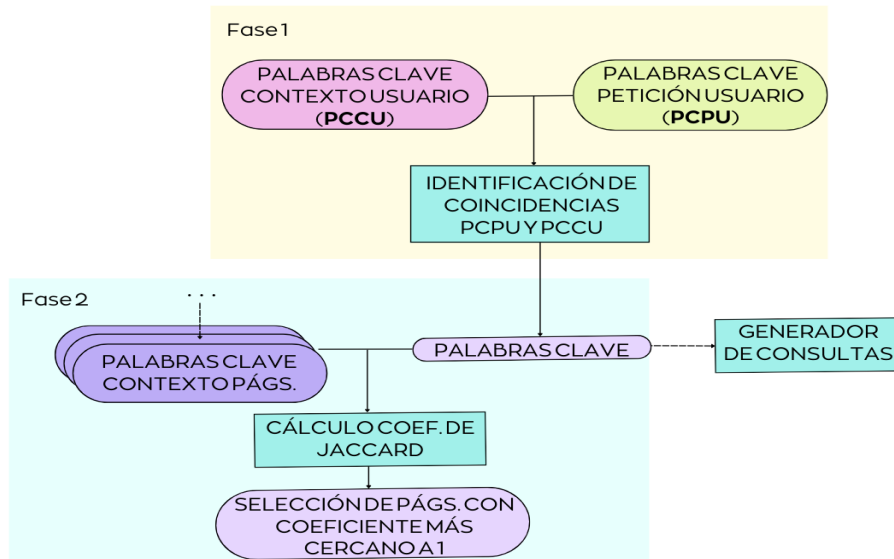 Fase 1
PALABRAS CLAVE
CONTEXTO USUARIO
(PCCU)
PALABRAS CLAVE
PETICIÓN USUARIO
(PCPU)
IDENTIFICACIÓN DE
COINCIDENCIAS
PCPU Y PCCU
Fase 2
...
PALABRAS CLAVE
CONTEXTO PÁGS.
PALABRAS CLAVE
GENERADOR
DE CONSULTAS
CÁLCULO COEF. DE
JACCARD
SELECCIÓN DE PÁGS. CON
COEFICIENTE MÁS
CERCANO A 1